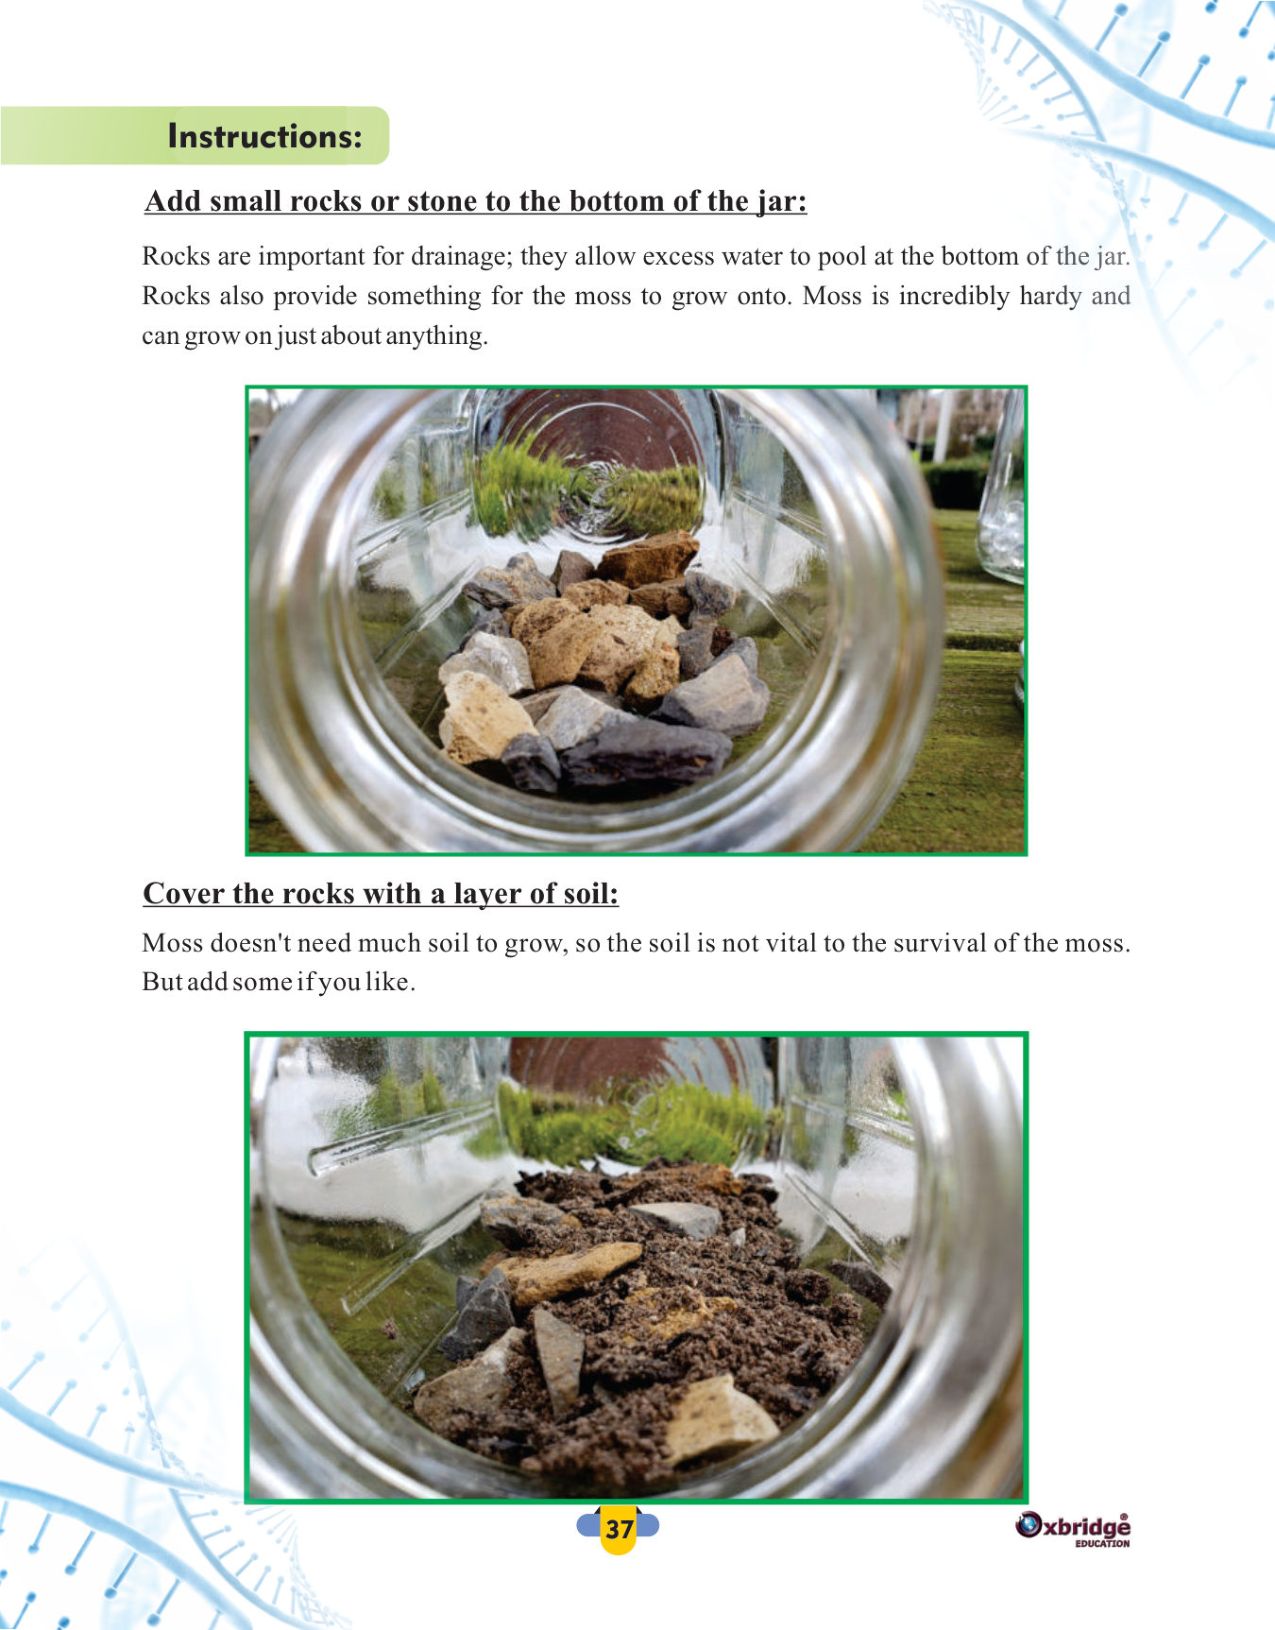 Instructions:
Add small rocks or stone to the bottom of the jar:
Rocks are important for drainage; they allow excess water to pool at the bottom of the jar.
Rocks also provide something for the moss to grow onto. Moss is incredibly hardy and
can grow on just about anything.
Cover the rocks with a layer of soil:
Moss doesn't need much soil to grow, so the soil is not vital to the survival of the moss.
But add some if you like.
37
Oxbridge®
EDUCATION